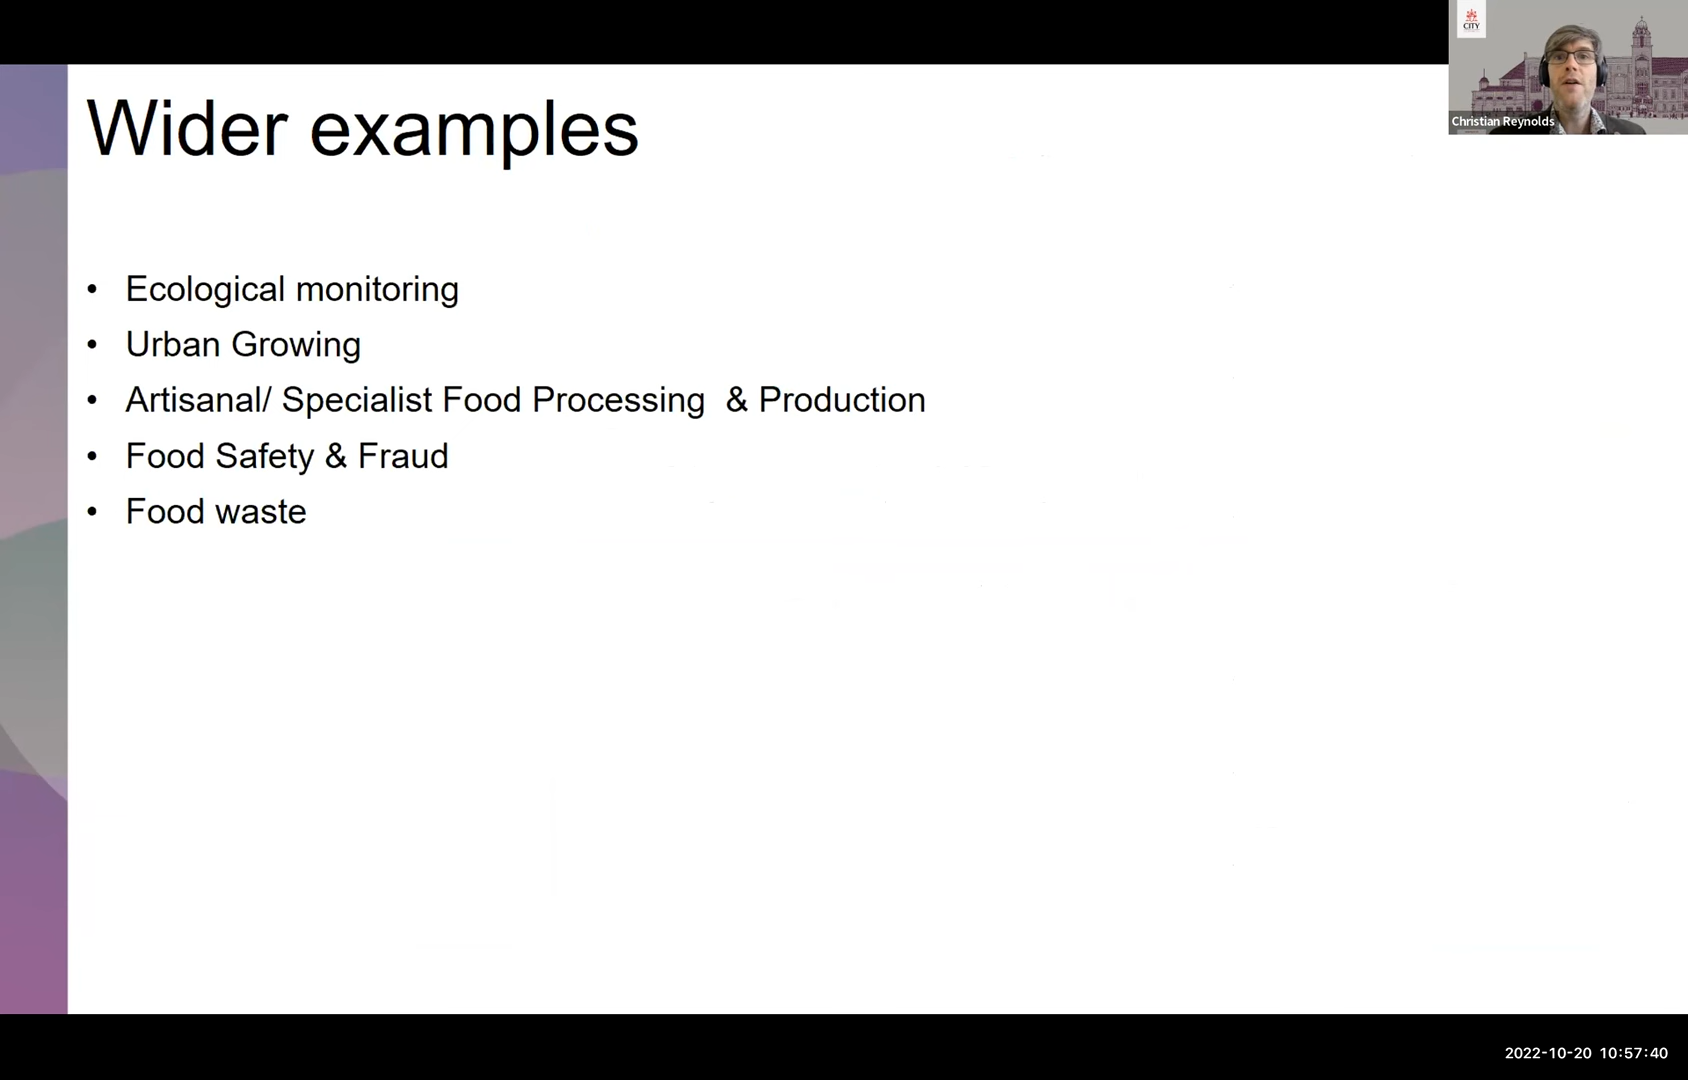 CITY
Christian Reynolds
Wider examples
• Ecological monitoring
• Urban Growing
• Artisanal/ Specialist Food Processing  & Production
• Food Safety & Fraud
• Food waste
2022-10-20 10:57:40